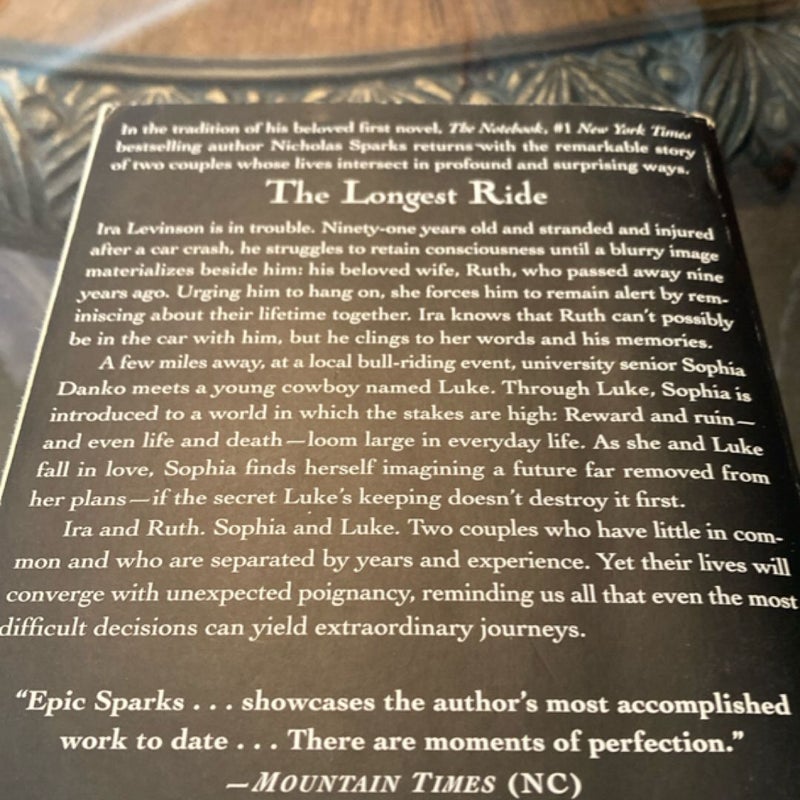 In the tradition of his beloved first novel, The Notebook, #1 New York Times
bestselling author Nicholas Sparks returns with the remarkable story
of two couples whose lives intersect in profound and surprising ways.
The Longest Ride
Ira Levinson is in trouble. Ninety-one years old and stranded and injured
after a car crash, he struggles to retain consciousness until a blurry image
materializes beside him: his beloved wife, Ruth, who passed away nine
years ago. Urging him to hang on, she forces him to remain alert by rem-
iniscing about their lifetime together. Ira knows that Ruth can't possibly
be in the car with him, but he clings to her words and his memories.
A few miles away, at a local bull-riding event, university senior Sophia
Danko meets a young cowboy named Luke. Through Luke, Sophia is
introduced to a world in which the stakes are high: Reward and ruin—
and even life and death—loom large in everyday life. As she and Luke
fall in love, Sophia finds herself imagining a future far removed from
her plans—if the secret Luke's keeping doesn't destroy it first.
Ira and Ruth. Sophia and Luke. Two couples who have little in com-
mon and who are separated by years and experience. Yet their lives will
converge with unexpected poignancy, reminding us all that even the most
difficult decisions can yield extraordinary journeys.
"Epic Sparks . . . showcases the author's most accomplished
work to date . . . There are moments of perfection."
—MOUNTAIN TIMES (NC)